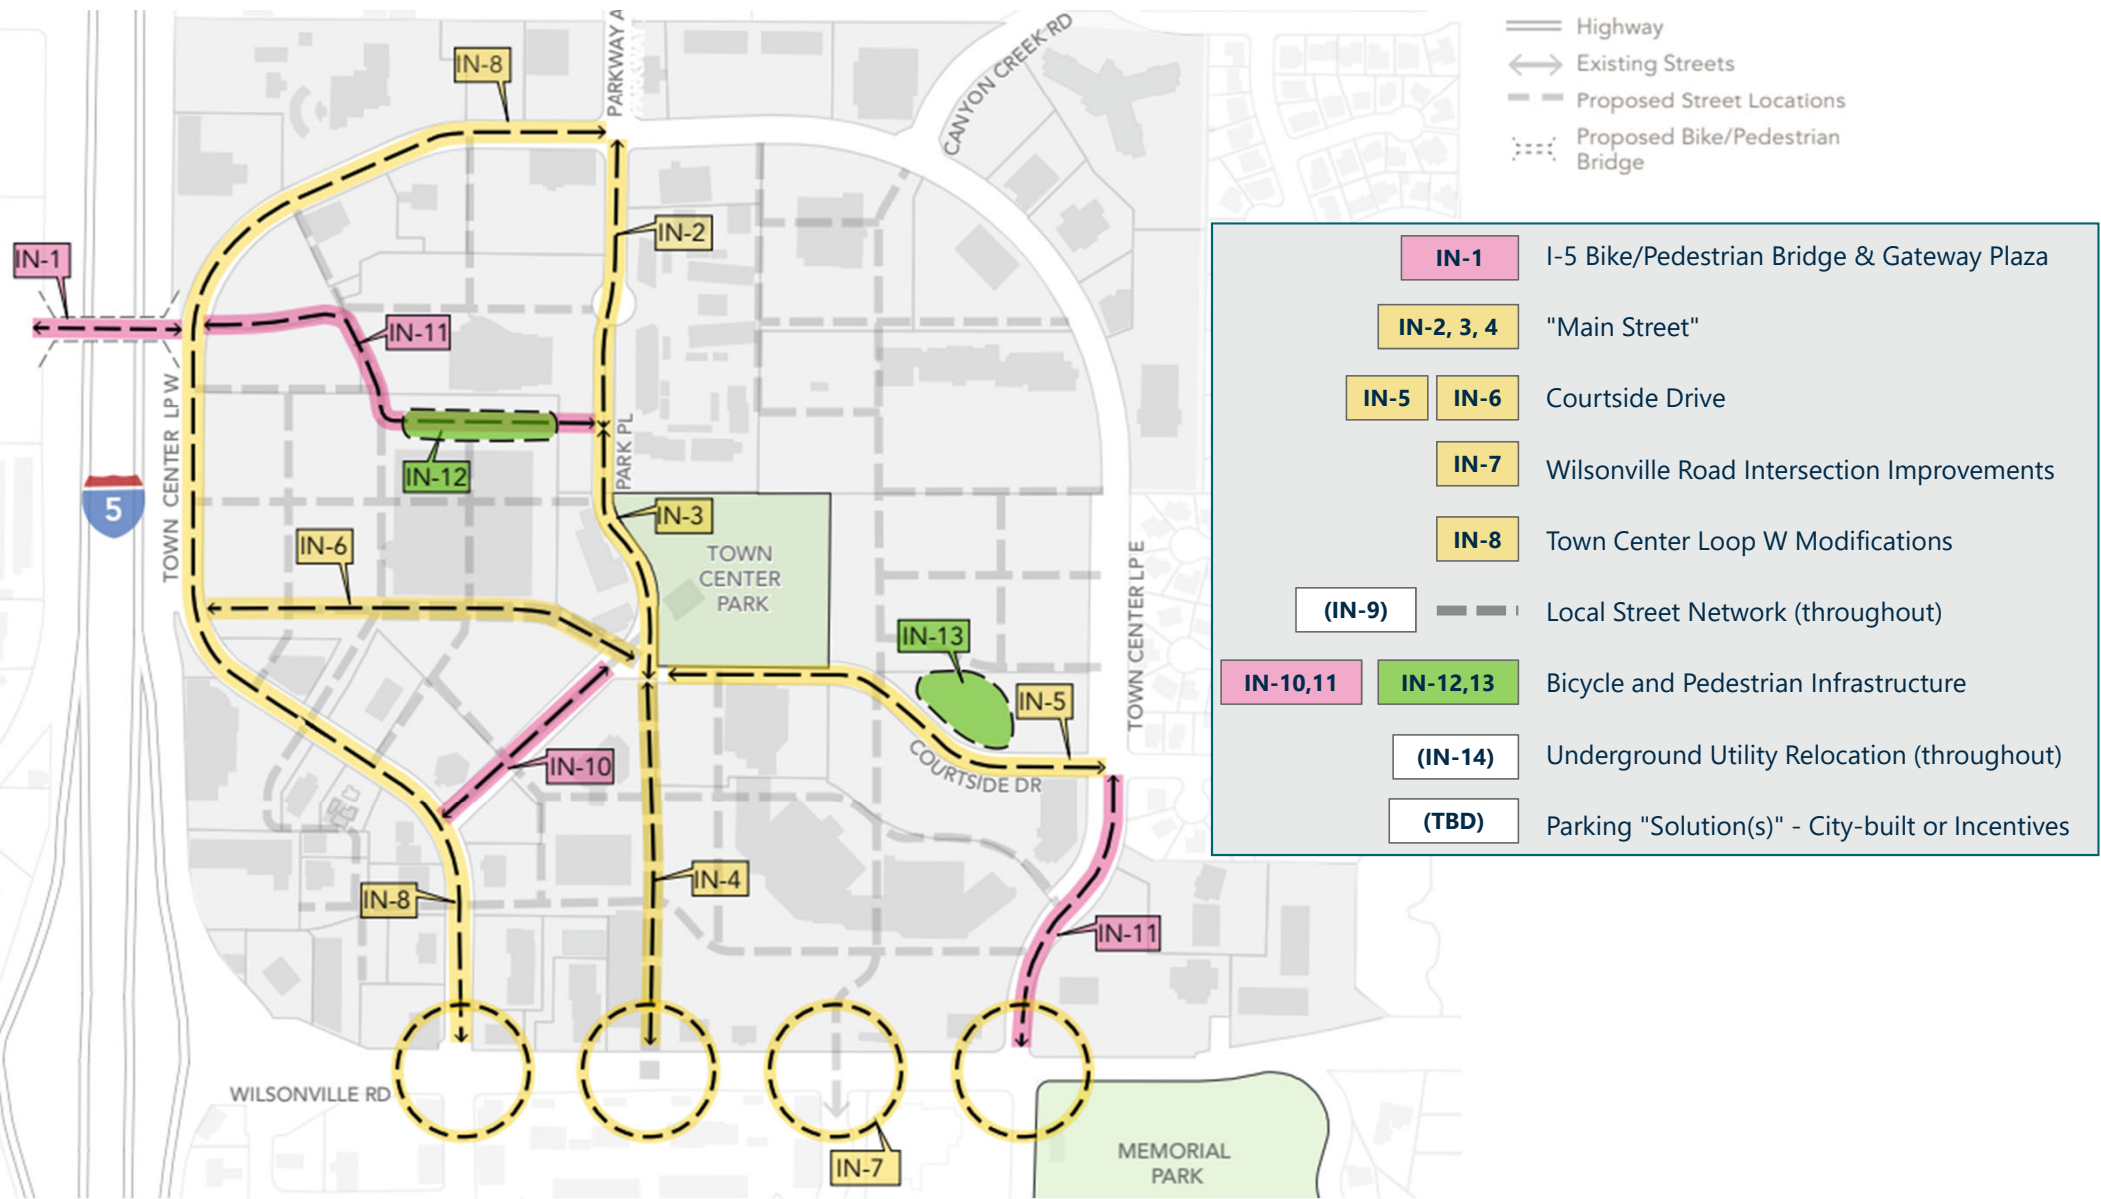 Highway
Existing Streets
Proposed Street Locations
Proposed Bike/Pedestrian
Bridge
PARKWAY A
PARKWAY
CANYON CREEK RD
IN-8
IN-2
IN-1
IN-11
TOWN CENTER LP W
PARK PL
IN-12
5
IN-3
IN-6
TOWN
CENTER
PARK
IN-13
TOWN CENTER LP E
IN-5
COURTSIDE DR
IN-10
IN-4
IN-8
IN-11
WILSONVILLE RD
IN-7
MEMORIAL
PARK
IN-1 I-5 Bike/Pedestrian Bridge & Gateway Plaza
IN-2, 3, 4 "Main Street"
IN-5 IN-6 Courtside Drive
IN-7 Wilsonville Road Intersection Improvements
IN-8 Town Center Loop W Modifications
(IN-9) Local Street Network (throughout)
IN-10,11 IN-12,13 Bicycle and Pedestrian Infrastructure
(IN-14) Underground Utility Relocation (throughout)
(TBD) Parking "Solution(s)" - City-built or Incentives